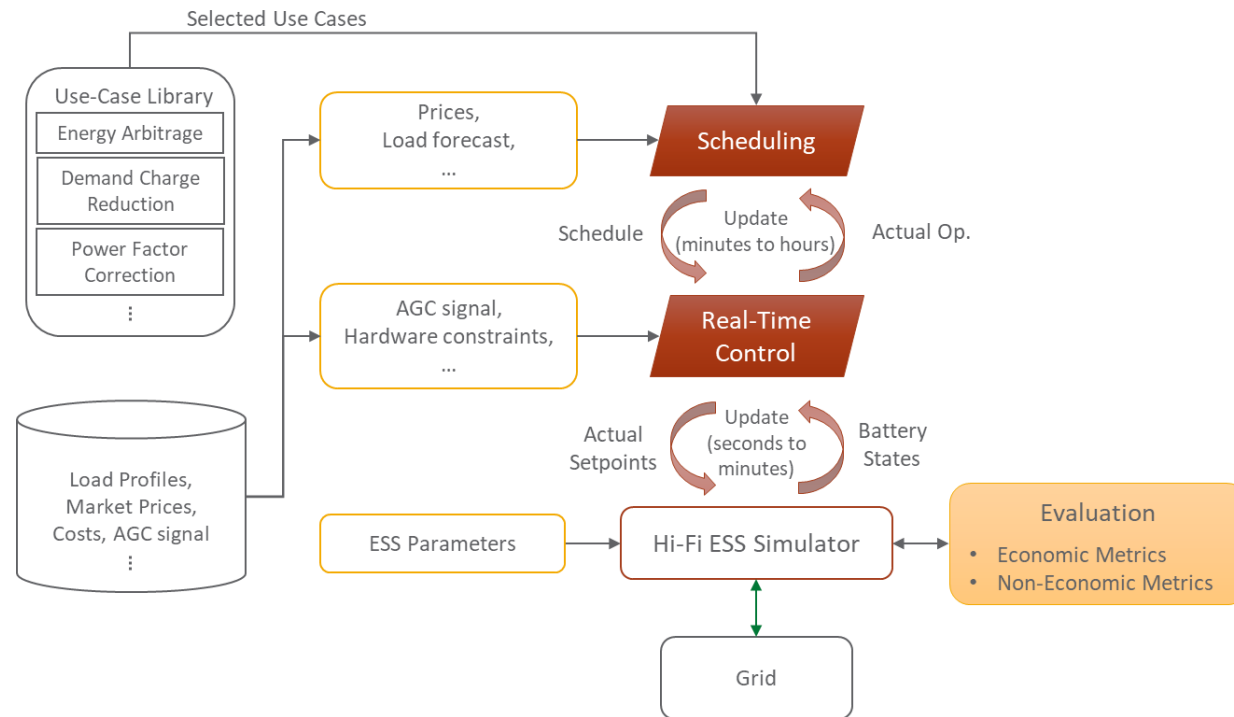 Selected Use Cases
Use-Case Library
Energy Arbitrage
Demand Charge
Reduction
Power Factor
Correction
⋮
Prices,
Load forecast,
...
Scheduling
Schedule
Update
(minutes to hours)
Actual Op.
AGC signal,
Hardware constraints,
...
Real-Time
Control
Actual
Setpoints
Update
(seconds to
minutes)
Battery
States
Load Profiles,
Market Prices,
Costs, AGC signal
⋮
ESS Parameters
Hi-Fi ESS Simulator
Evaluation
• Economic Metrics
• Non-Economic Metrics
Grid